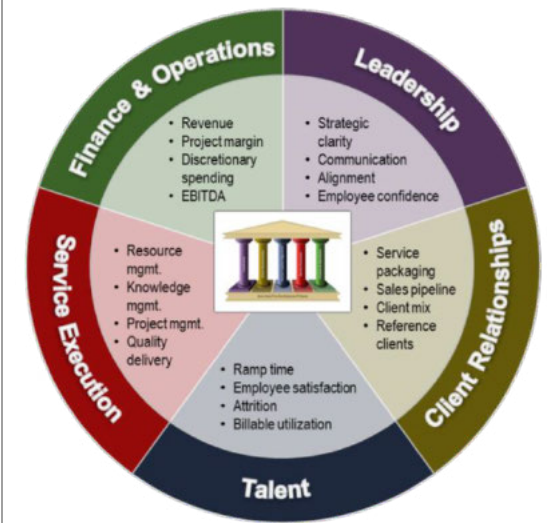 Finance & Operations
• Revenue
• Project margin
• Discretionary
spending
• EBITDA
Leadership
• Strategic
clarity
• Communication
• Alignment
• Employee confidence
Client Relationships
• Service
packaging
• Sales pipeline
• Client mix
• Reference
clients
Talent
• Ramp time
• Employee satisfaction
• Attrition
• Billable utilization
Service Execution
• Resource
mgmt.
• Knowledge
mgmt.
• Project mgmt.
• Quality
delivery